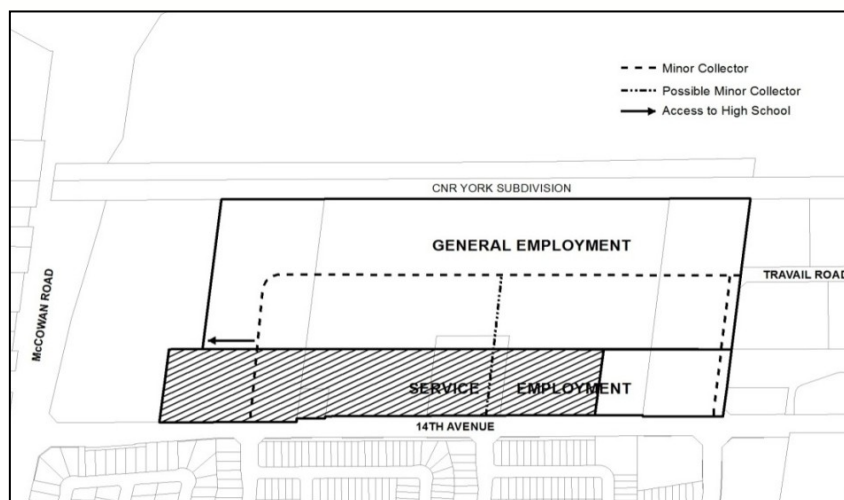 Minor Collector
Possible Minor Collector
Access to High School
CNR YORK SUBDIVISION
GENERAL EMPLOYMENT
TRAVAIL ROAD
McCOWAN ROAD
SERVICE EMPLOYMENT
14TH AVENUE